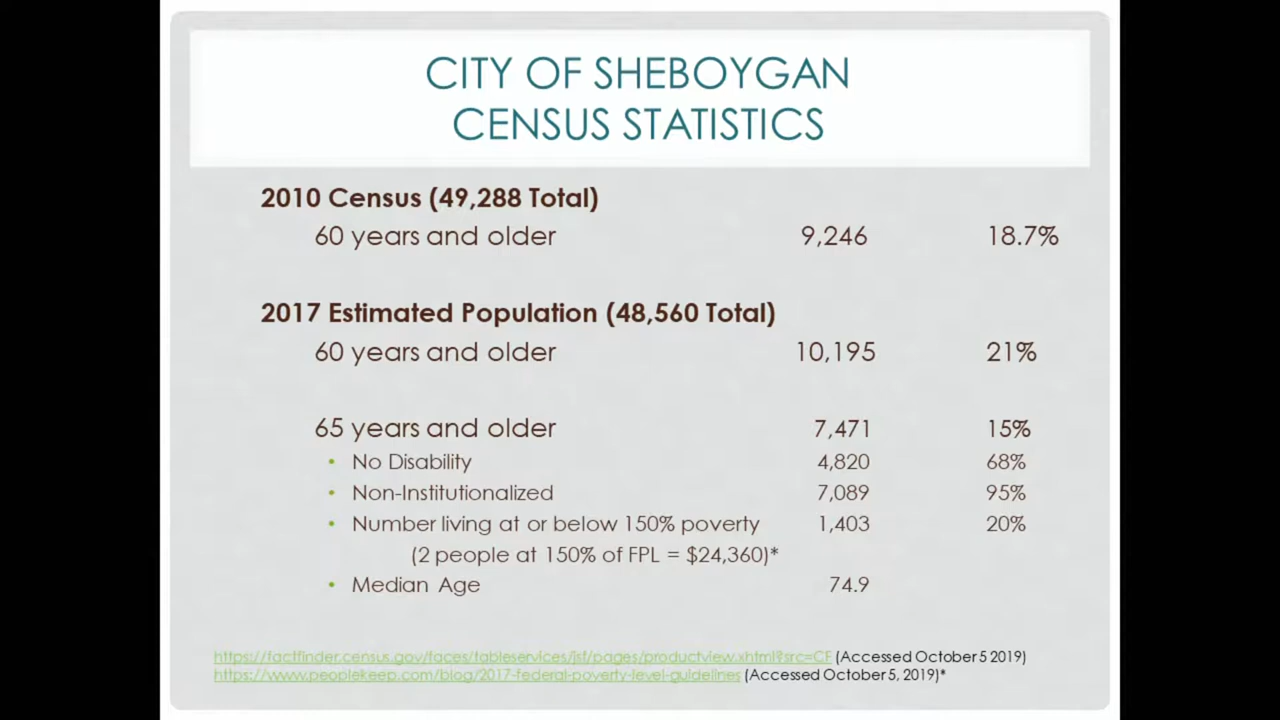 CITY OF SHEBOYGAN
CENSUS STATISTICS
2010 Census (49,288 Total)
60 years and older 9,246 18.7%
2017 Estimated Population (48,560 Total)
60 years and older 10,195 21%
65 years and older 7,471 15%
• No Disability 4,820 68%
• Non-Institutionalized 7,089 95%
• Number living at or below 150% poverty 1,403 20%
(2 people at 150% of FPL = $24,360)*
• Median Age 74.9
https://factfinder.census.gov/faces/tableservices/jsf/pages/productview.xhtml?src=CF (Accessed October 5 2019)
https://www.peoplekeep.com/blog/2017-federal-poverty-level-guidelines (Accessed October 5, 2019)*